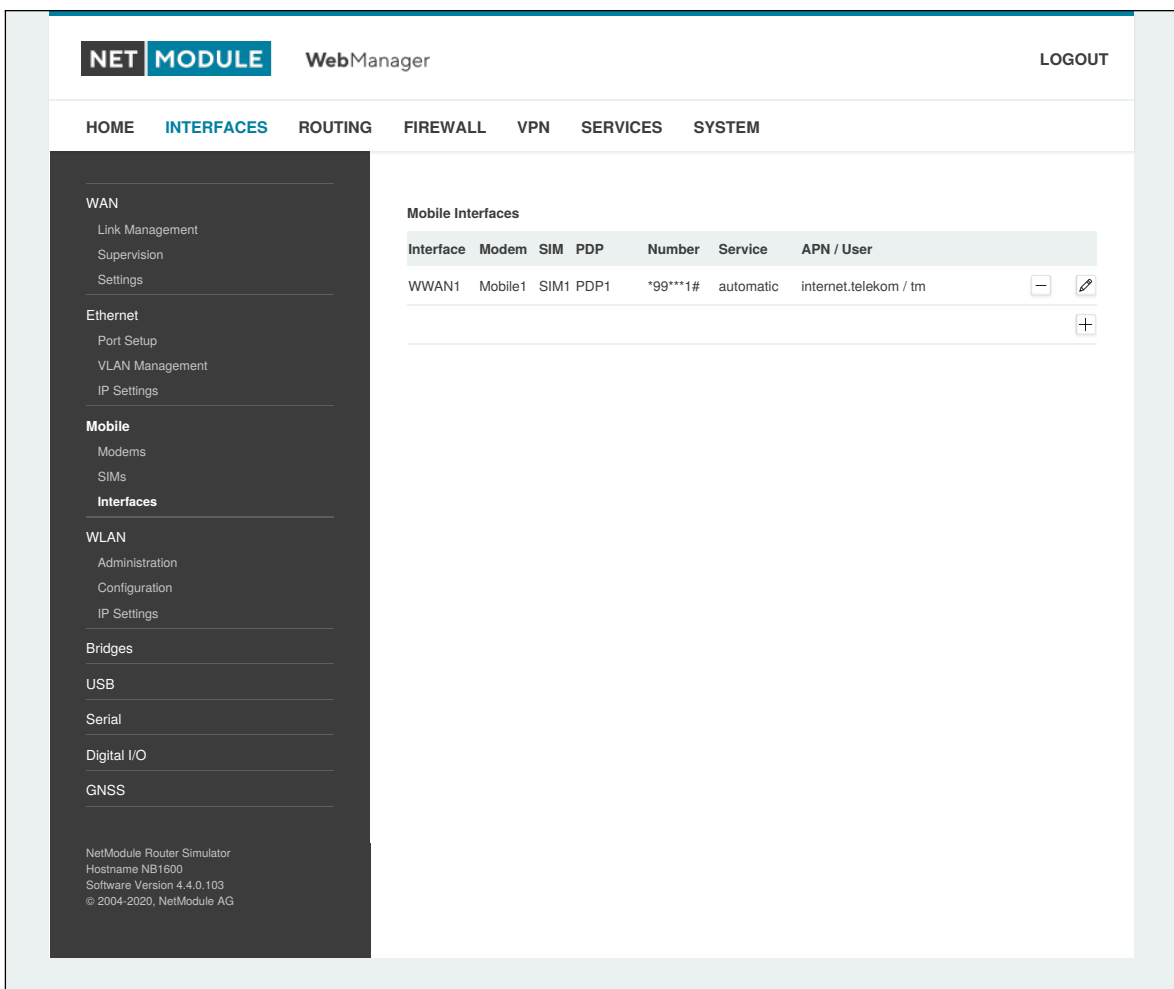 NET MODULE WebManager LOGOUT
HOME INTERFACES ROUTING FIREWALL VPN SERVICES SYSTEM
WAN
Link Management
Supervision
Settings
Ethernet
Port Setup
VLAN Management
IP Settings
Mobile
Modems
SIMs
Interfaces
WLAN
Administration
Configuration
IP Settings
Bridges
USB
Serial
Digital I/O
GNSS
NetModule Router Simulator
Hostname NB1600
Software Version 4.4.0.103
© 2004-2020, NetModule AG
Mobile Interfaces
Interface Modem SIM PDP Number Service APN / User
WWAN1 Mobile1 SIM1 PDP1 *99***1# automatic internet.telekom / tm